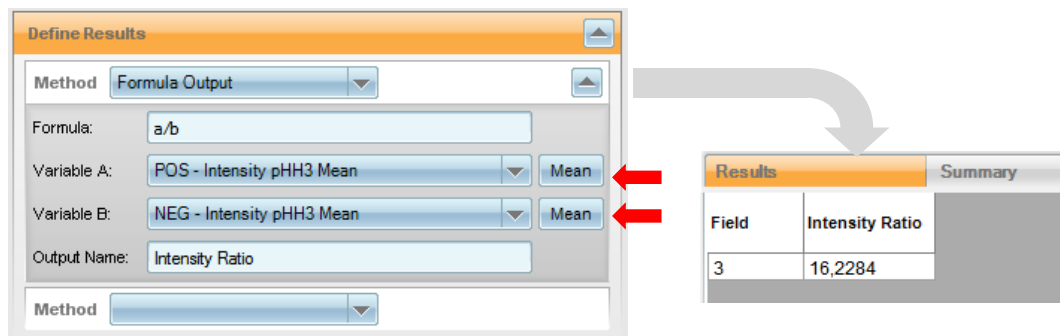 Define Results
Method Formula Output
Formula: a/b
Variable A: POS - Intensity pHH3 Mean Mean
Variable B: NEG - Intensity pHH3 Mean Mean
Output Name: Intensity Ratio
Method
Results Summary
Field Intensity Ratio
3 16,2284